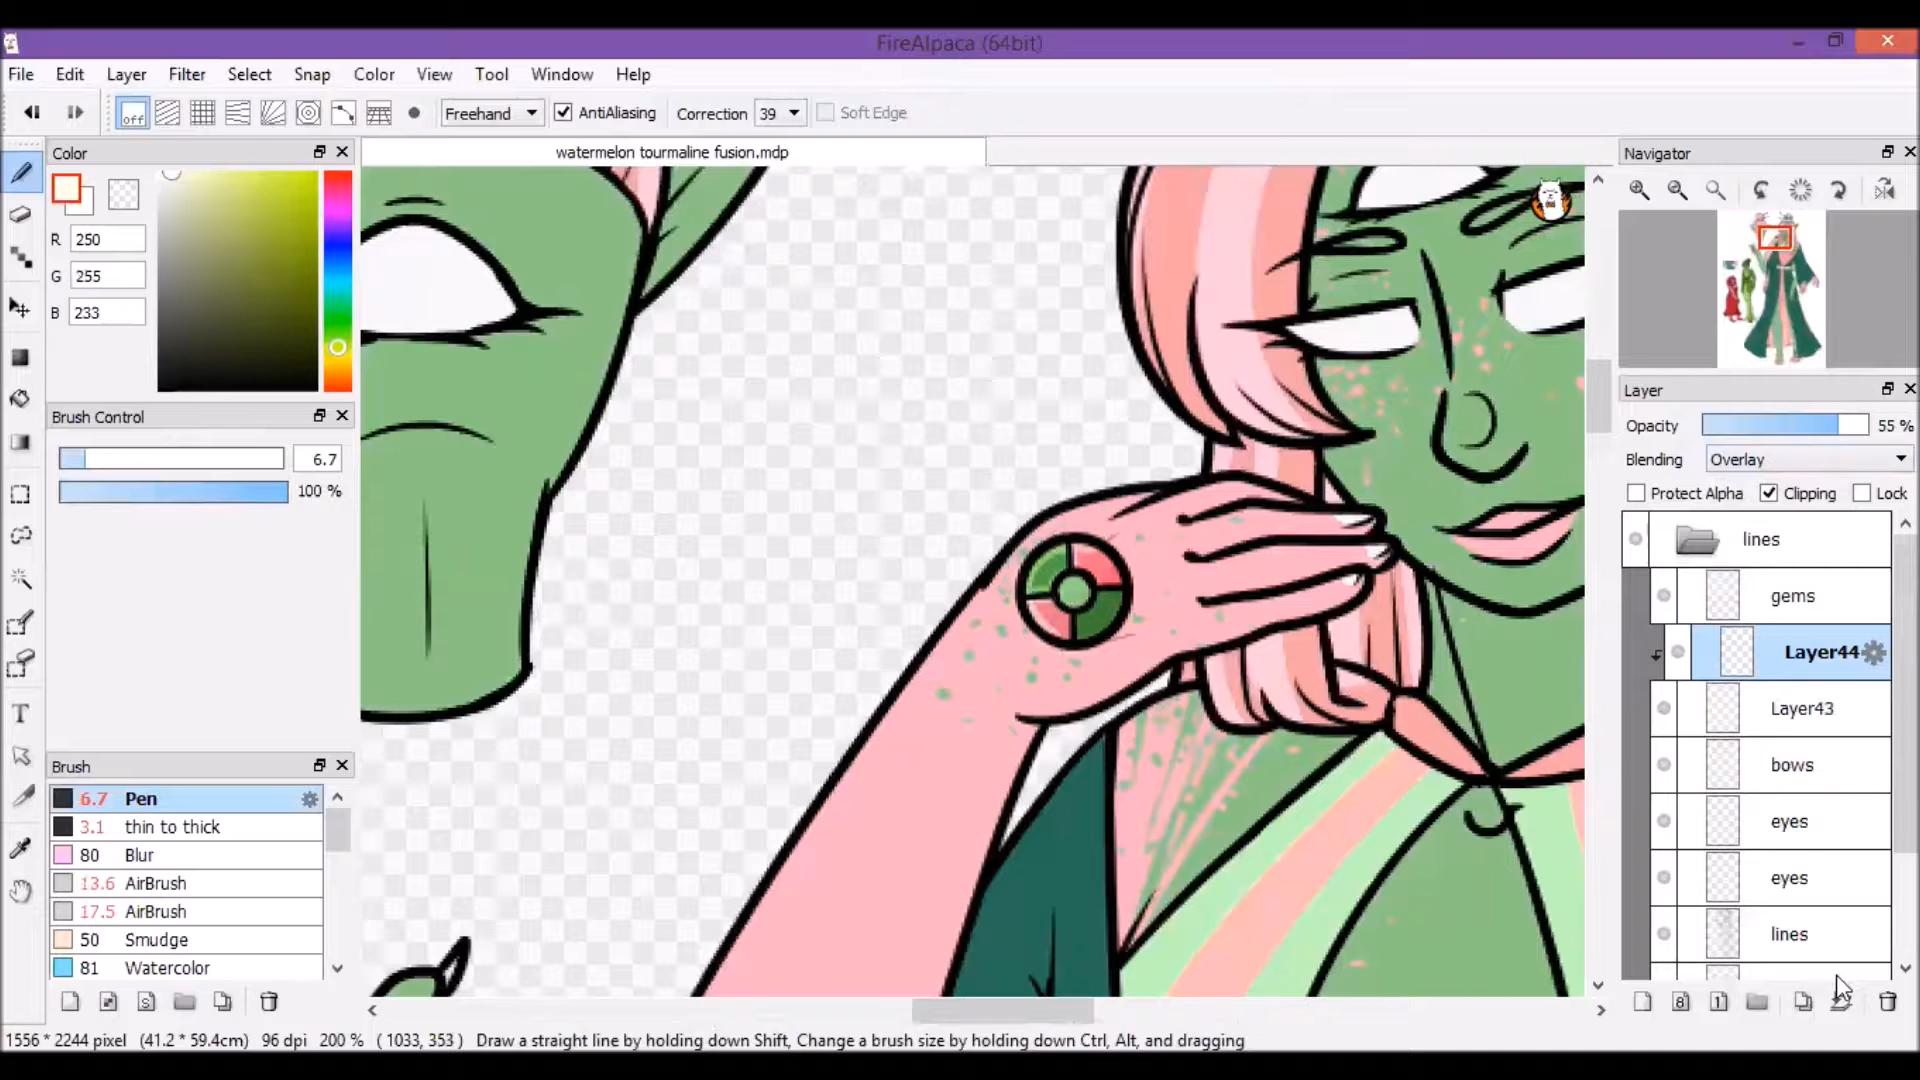 FireAlpaca (64bit)
File Edit Layer Filter Select Snap Color View Tool Window Help
off Freehand AntiAliasing Correction 39 Soft Edge
Color
watermelon tourmaline fusion.mdp
Navigator
R 250
G 255
B 233
Layer
Opacity 55 %
Brush Control
Blending Overlay
6.7
100 %
Protect Alpha Clipping Lock
lines
gems
Layer44
Layer43
bows
eyes
eyes
lines
Brush
6.7 Pen
3.1 thin to thick
80 Blur
13.6 AirBrush
17.5 AirBrush
50 Smudge
81 Watercolor
S
8 1
T
1556 * 2244 pixel (41.2 * 59.4cm) 96 dpi 200 % ( 1033, 353 ) Draw a straight line by holding down Shift, Change a brush size by holding down Ctrl, Alt, and dragging